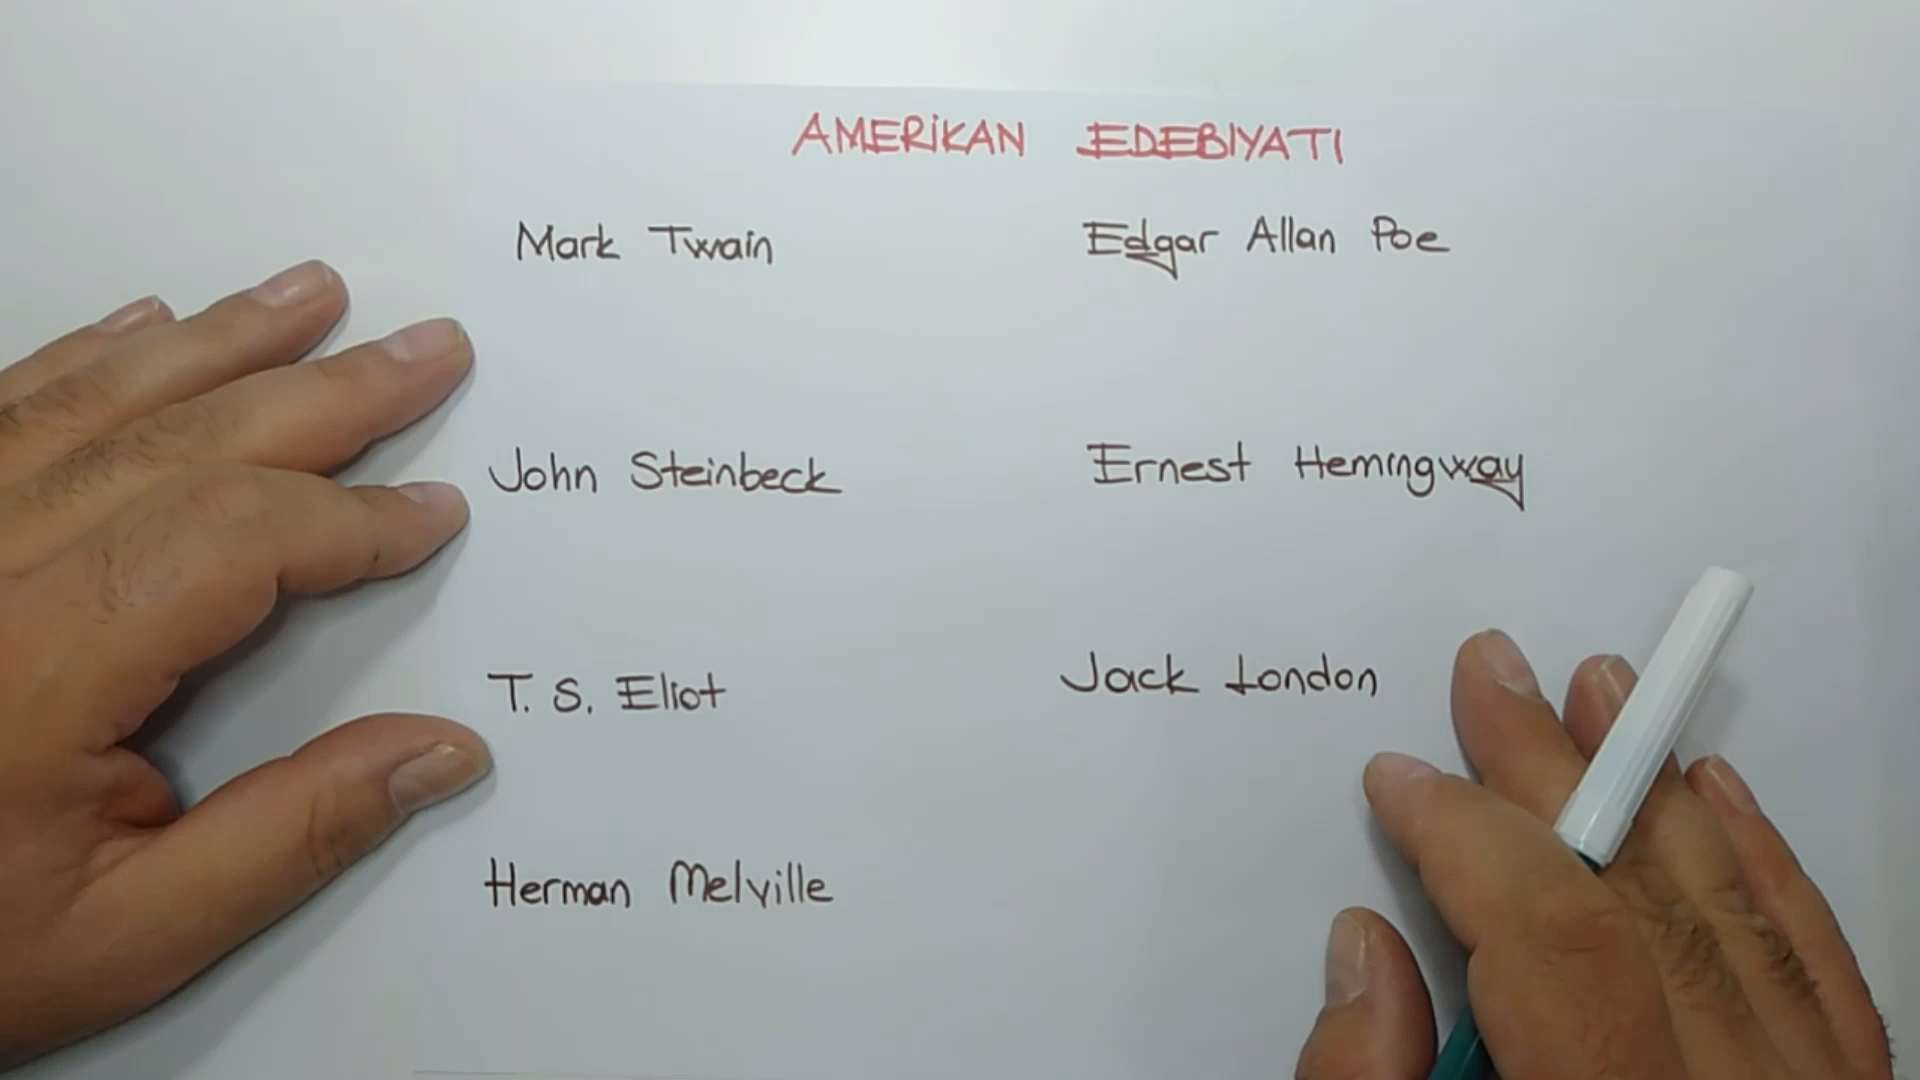 AMERİKAN EDEBIYATI
Mark Twain
Edgar Allan Poe
John Steinbeck
Ernest Hemingway
T. S. Eliot
Jack London
Herman Melville